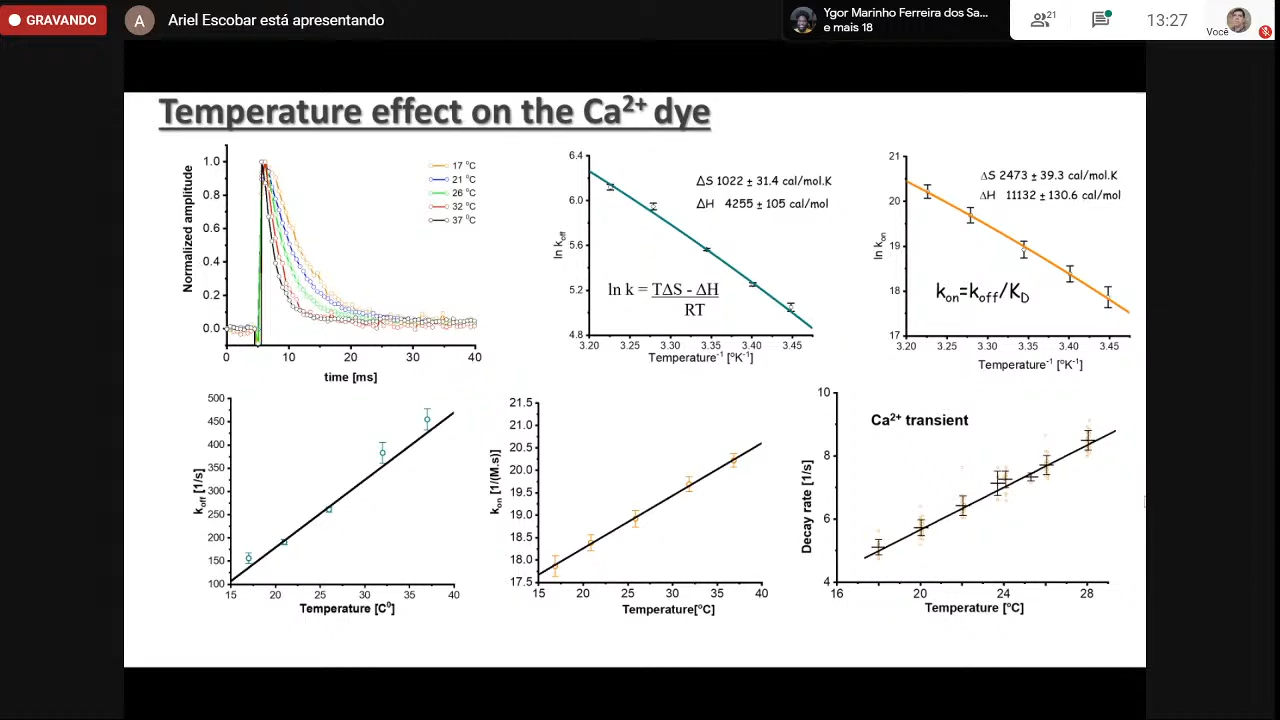 GRAVANDO
A
Ariel Escobar está apresentando
Ygor Marinho Ferreira dos Sa...
e mais 18
21
13:27
Você
Temperature effect on the Ca²⁺ dye
Normalized amplitude
1.0
0.8
0.6
0.4
0.2
0.0
0
10
20
30
40
time [ms]
17 °C
21 °C
26 °C
32 °C
37 °C
ln k_off
6.4
6.0
5.6
5.2
4.8
3.20
3.25
3.30
3.35
3.40
3.45
Temperature⁻¹ [°K⁻¹]
ΔS 1022 ± 31.4 cal/mol.K
ΔH 4255 ± 105 cal/mol
ln k = TΔS - ΔH
RT
ln k_on
21
20
19
18
17
3.20
3.25
3.30
3.35
3.40
3.45
Temperature⁻¹ [°K⁻¹]
ΔS 2473 ± 39.3 cal/mol.K
ΔH 11132 ± 130.6 cal/mol
k_on=k_off/K_D
k_off [1/s]
500
450
400
350
300
250
200
150
100
15
20
25
30
35
40
Temperature [C⁰]
k_on [1/(M.s)]
21.5
21.0
20.5
20.0
19.5
19.0
18.5
18.0
17.5
15
20
25
30
35
40
Temperature[°C]
Ca²⁺ transient
Decay rate [1/s]
10
8
6
4
16
20
24
28
Temperature [°C]